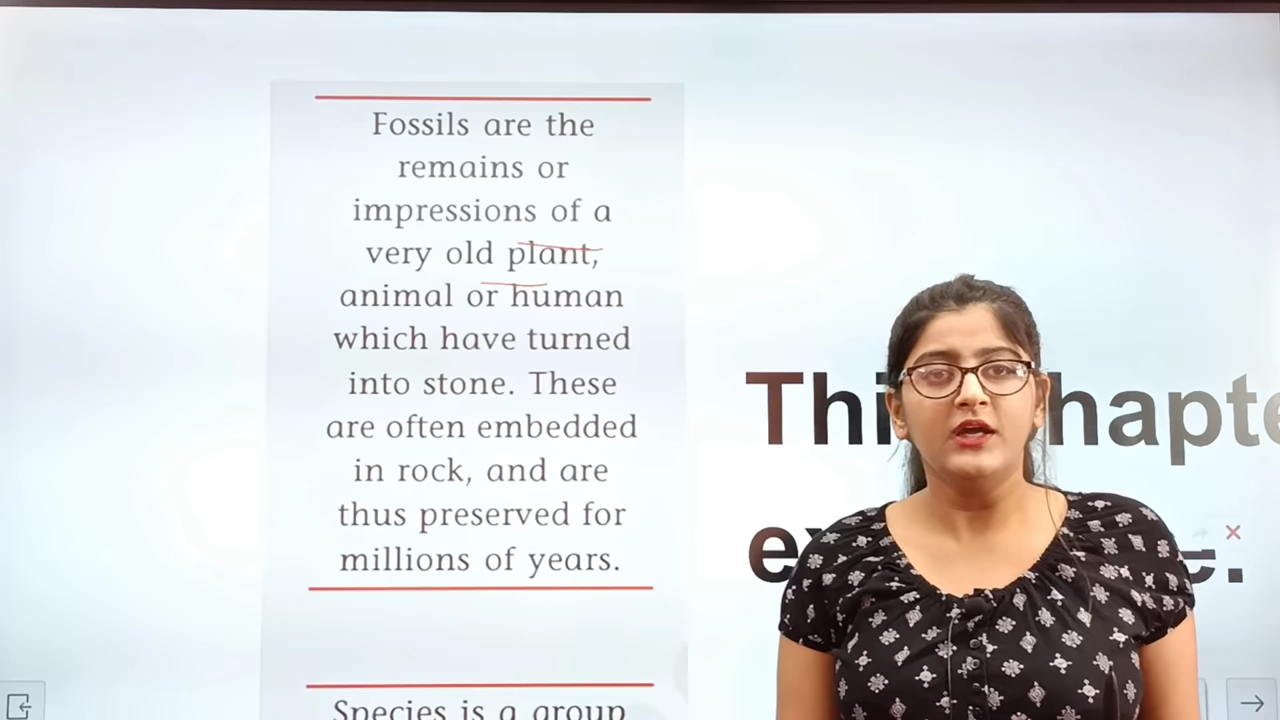 Fossils are the
remains or
impressions of a
very old plant,
animal or human
which have turned
into stone. These
are often embedded
in rock, and are
thus preserved for
millions of years.
Species is a group